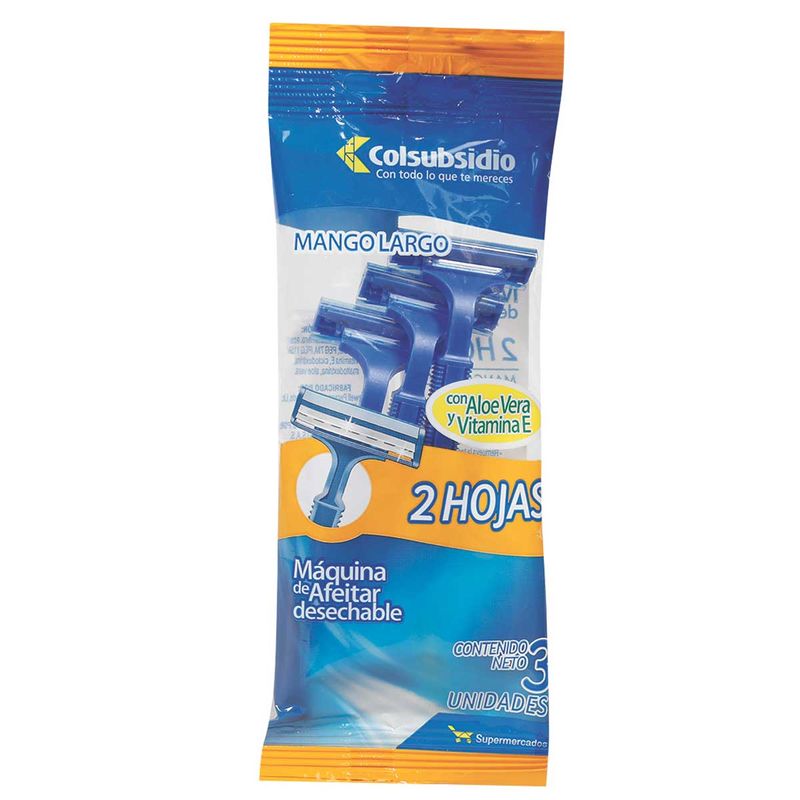 Colsubsidio
Con todo lo que te mereces
MANGO LARGO
con Aloe Vera
y Vitamina E
2 HOJAS
Máquina
de Afeitar
desechable
CONTENIDO
NETO 3
UNIDADES
Supermercados